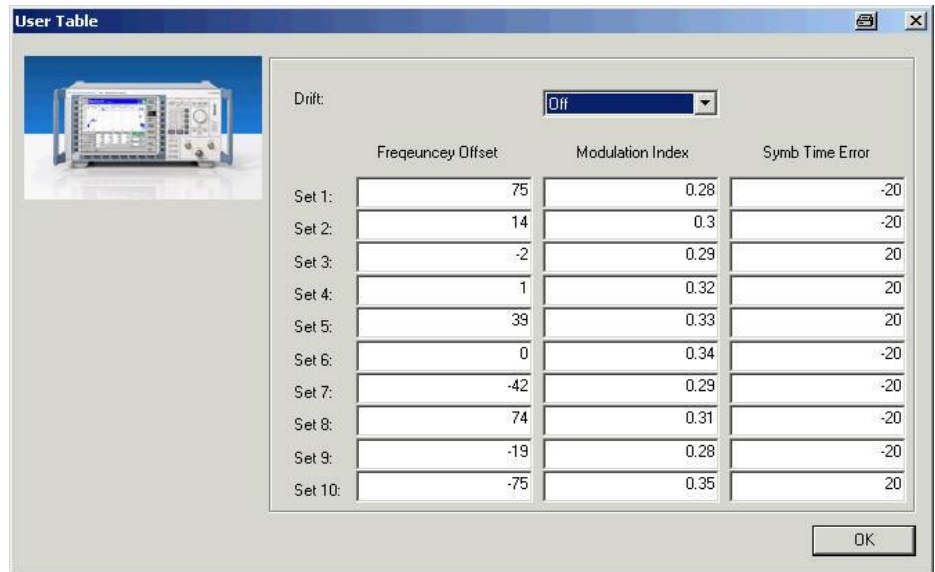 User Table
Drift: Off
Freqeuncey Offset Modulation Index Symb Time Error
Set 1: 75 0.28 -20
Set 2: 14 0.3 -20
Set 3: -2 0.29 20
Set 4: 1 0.32 20
Set 5: 39 0.33 20
Set 6: 0 0.34 -20
Set 7: -42 0.29 -20
Set 8: 74 0.31 -20
Set 9: -19 0.28 -20
Set 10: -75 0.35 20
OK